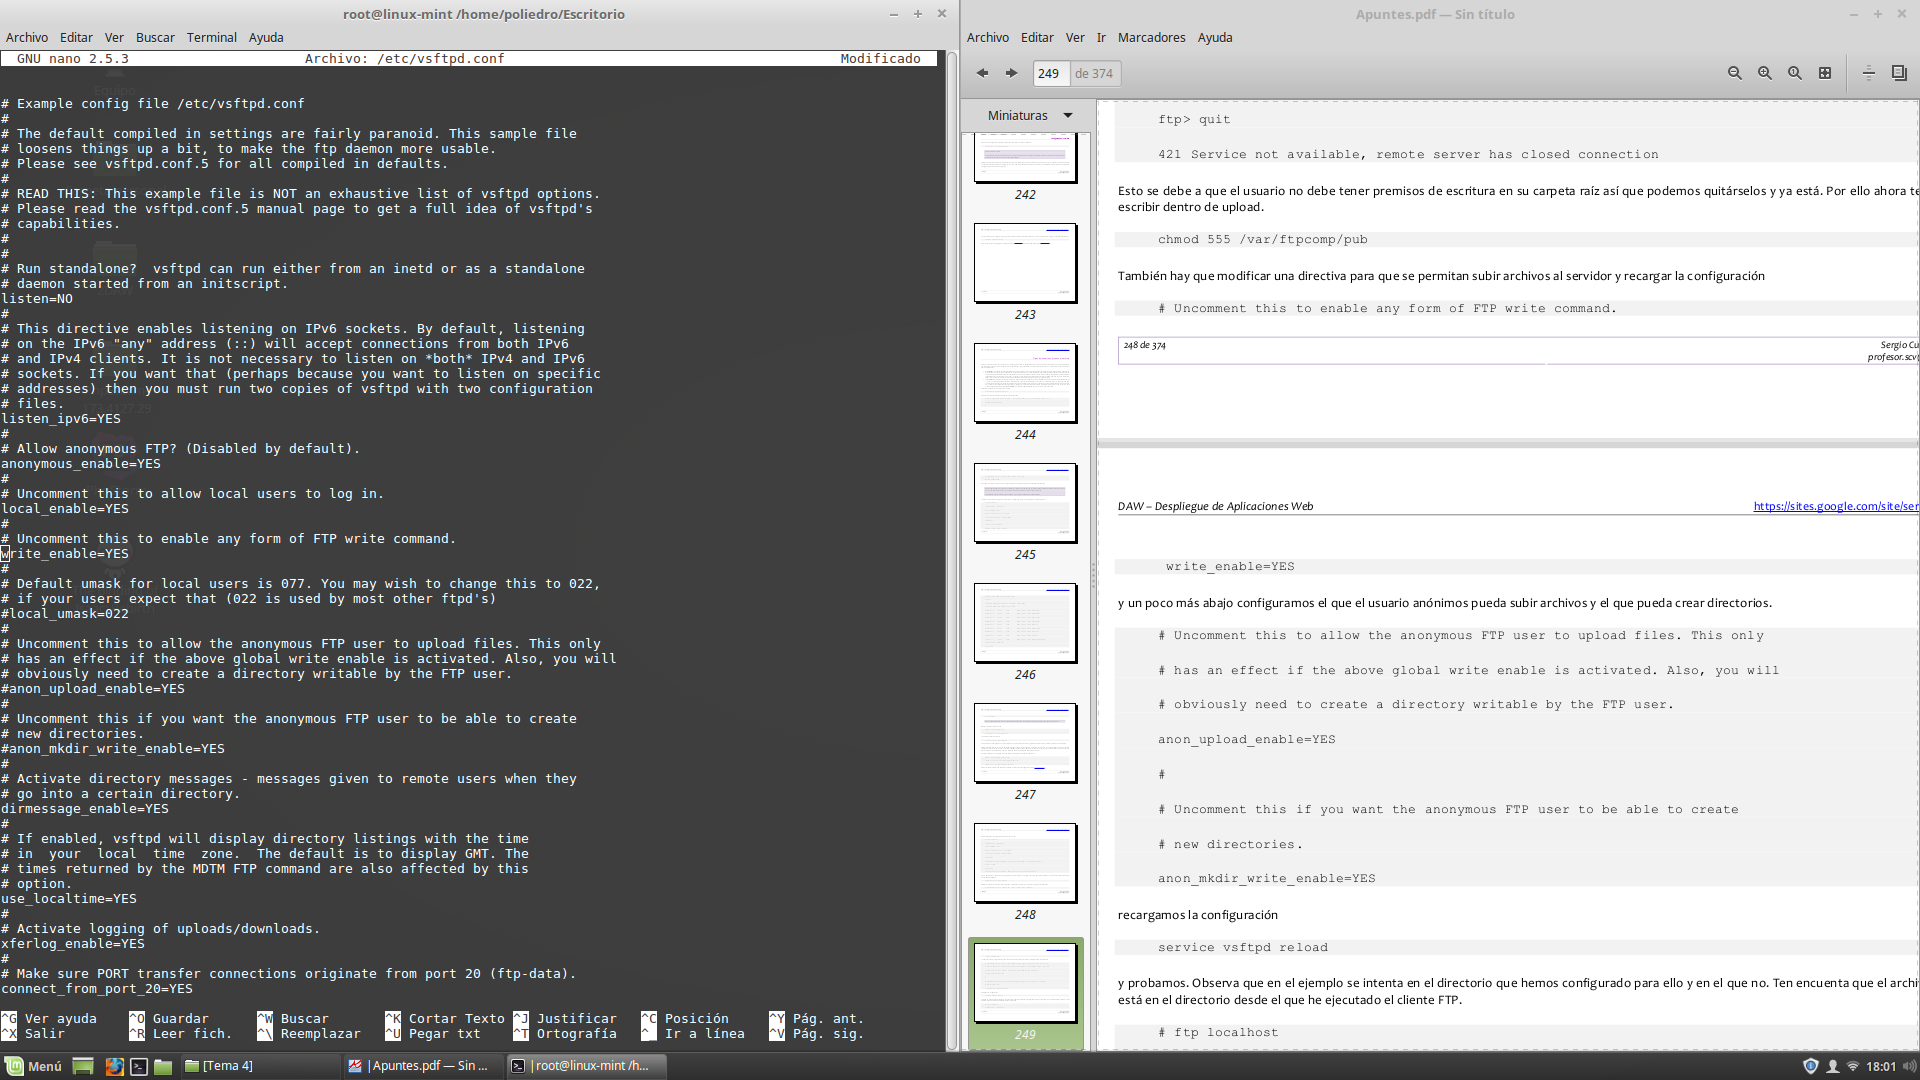 root@linux-mint /home/poliedro/Escritorio
Archivo Editar Ver Buscar Terminal Ayuda
GNU nano 2.5.3 Archivo: /etc/vsftpd.conf Modificado
# Example config file /etc/vsftpd.conf
#
# The default compiled in settings are fairly paranoid. This sample file
# loosens things up a bit, to make the ftp daemon more usable.
# Please see vsftpd.conf.5 for all compiled in defaults.
#
# READ THIS: This example file is NOT an exhaustive list of vsftpd options.
# Please read the vsftpd.conf.5 manual page to get a full idea of vsftpd's
# capabilities.
#
#
# Run standalone?  vsftpd can run either from an inetd or as a standalone
# daemon started from an initscript.
listen=NO
#
# This directive enables listening on IPv6 sockets. By default, listening
# on the IPv6 "any" address (::) will accept connections from both IPv6
# and IPv4 clients. It is not necessary to listen on *both* IPv4 and IPv6
# sockets. If you want that (perhaps because you want to listen on specific
# addresses) then you must run two copies of vsftpd with two configuration
# files.
listen_ipv6=YES
#
# Allow anonymous FTP? (Disabled by default).
anonymous_enable=YES
#
# Uncomment this to allow local users to log in.
local_enable=YES
#
# Uncomment this to enable any form of FTP write command.
write_enable=YES
#
# Default umask for local users is 077. You may wish to change this to 022,
# if your users expect that (022 is used by most other ftpd's)
#local_umask=022
#
# Uncomment this to allow the anonymous FTP user to upload files. This only
# has an effect if the above global write enable is activated. Also, you will
# obviously need to create a directory writable by the FTP user.
#anon_upload_enable=YES
#
# Uncomment this if you want the anonymous FTP user to be able to create
# new directories.
#anon_mkdir_write_enable=YES
#
# Activate directory messages - messages given to remote users when they
# go into a certain directory.
dirmessage_enable=YES
#
# If enabled, vsftpd will display directory listings with the time
# in  your  local  time  zone.  The default is to display GMT. The
# times returned by the MDTM FTP command are also affected by this
# option.
use_localtime=YES
#
# Activate logging of uploads/downloads.
xferlog_enable=YES
#
# Make sure PORT transfer connections originate from port 20 (ftp-data).
connect_from_port_20=YES
^G Ver ayuda ^O Guardar ^W Buscar ^K Cortar Texto ^J Justificar ^C Posición ^Y Pág. ant.
^X Salir ^R Leer fich. ^\ Reemplazar ^U Pegar txt ^T Ortografía ^_ Ir a línea ^V Pág. sig.
Apuntes.pdf — Sin título
Archivo Editar Ver Ir Marcadores Ayuda
249 de 374
Miniaturas
242
243
244
245
246
247
248
249
ftp> quit
421 Service not available, remote server has closed connection
Esto se debe a que el usuario no debe tener premisos de escritura en su carpeta raíz así que podemos quitárselos y ya está. Por ello ahora te
escribir dentro de upload.
chmod 555 /var/ftpcomp/pub
También hay que modificar una directiva para que se permitan subir archivos al servidor y recargar la configuración
# Uncomment this to enable any form of FTP write command.
248 de 374 Sergio Cu
profesor.scv
DAW – Despliegue de Aplicaciones Web https://sites.google.com/site/ser
write_enable=YES
y un poco más abajo configuramos el que el usuario anónimos pueda subir archivos y el que pueda crear directorios.
# Uncomment this to allow the anonymous FTP user to upload files. This only
# has an effect if the above global write enable is activated. Also, you will
# obviously need to create a directory writable by the FTP user.
anon_upload_enable=YES
#
# Uncomment this if you want the anonymous FTP user to be able to create
# new directories.
anon_mkdir_write_enable=YES
recargamos la configuración
service vsftpd reload
y probamos. Observa que en el ejemplo se intenta en el directorio que hemos configurado para ello y en el que no. Ten encuenta que el archi
está en el directorio desde el que he ejecutado el cliente FTP.
# ftp localhost
Menú [Tema 4] |Apuntes.pdf — Sin ... |root@linux-mint /h... 18:01